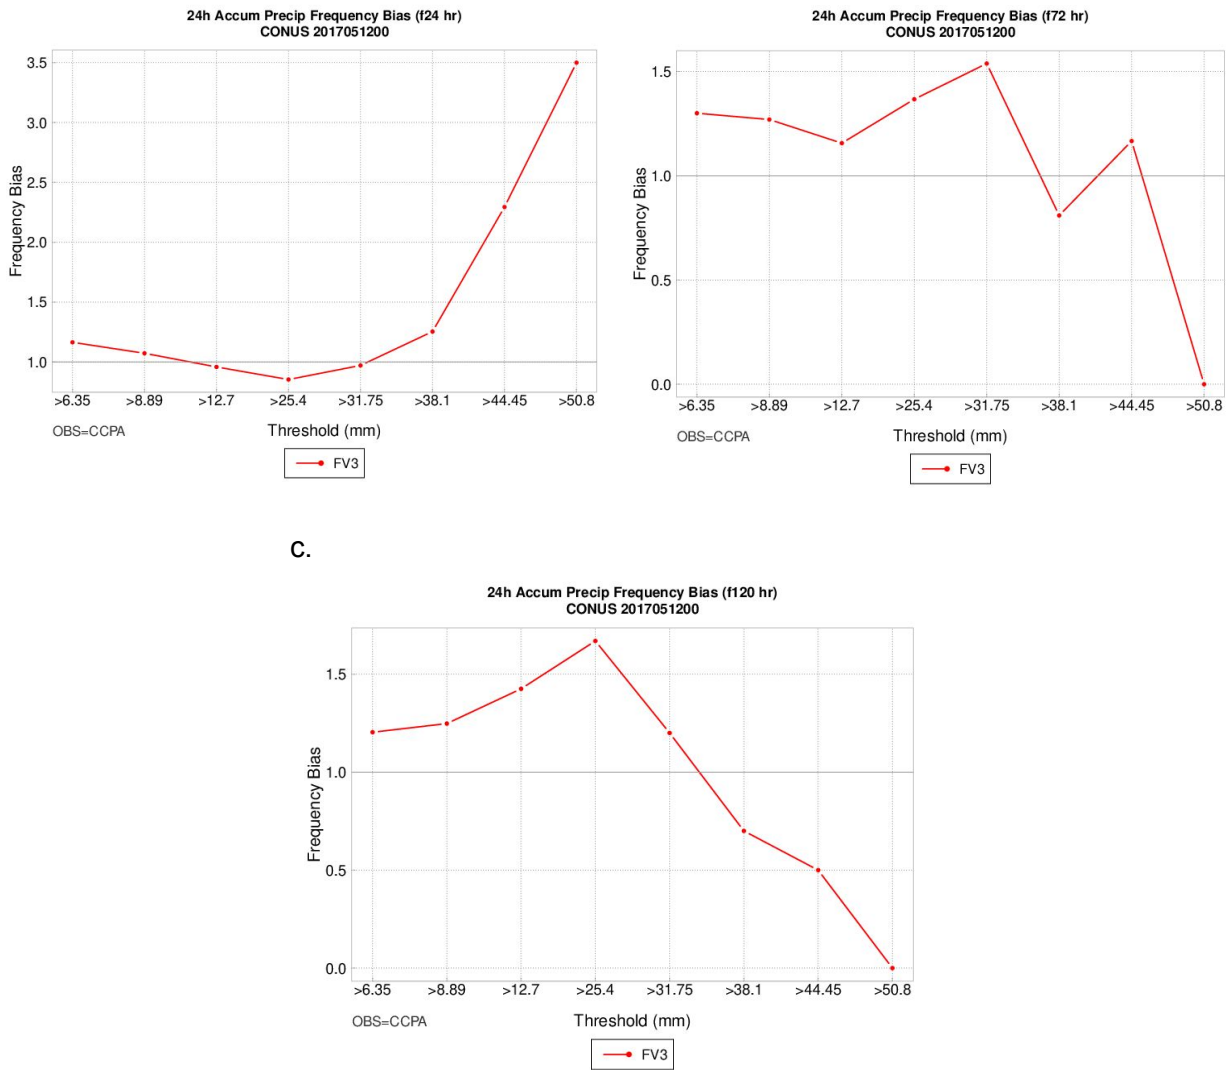 24h Accum Precip Frequency Bias (f24 hr)
CONUS 2017051200
3.5
3.0
2.5
2.0
1.5
1.0
Frequency Bias
>6.35 >8.89 >12.7 >25.4 >31.75 >38.1 >44.45 >50.8
OBS=CCPA
Threshold (mm)
FV3
24h Accum Precip Frequency Bias (f72 hr)
CONUS 2017051200
1.5
1.0
0.5
0.0
Frequency Bias
>6.35 >8.89 >12.7 >25.4 >31.75 >38.1 >44.45 >50.8
OBS=CCPA
Threshold (mm)
FV3
c.
24h Accum Precip Frequency Bias (f120 hr)
CONUS 2017051200
1.5
1.0
0.5
0.0
Frequency Bias
>6.35 >8.89 >12.7 >25.4 >31.75 >38.1 >44.45 >50.8
OBS=CCPA
Threshold (mm)
FV3